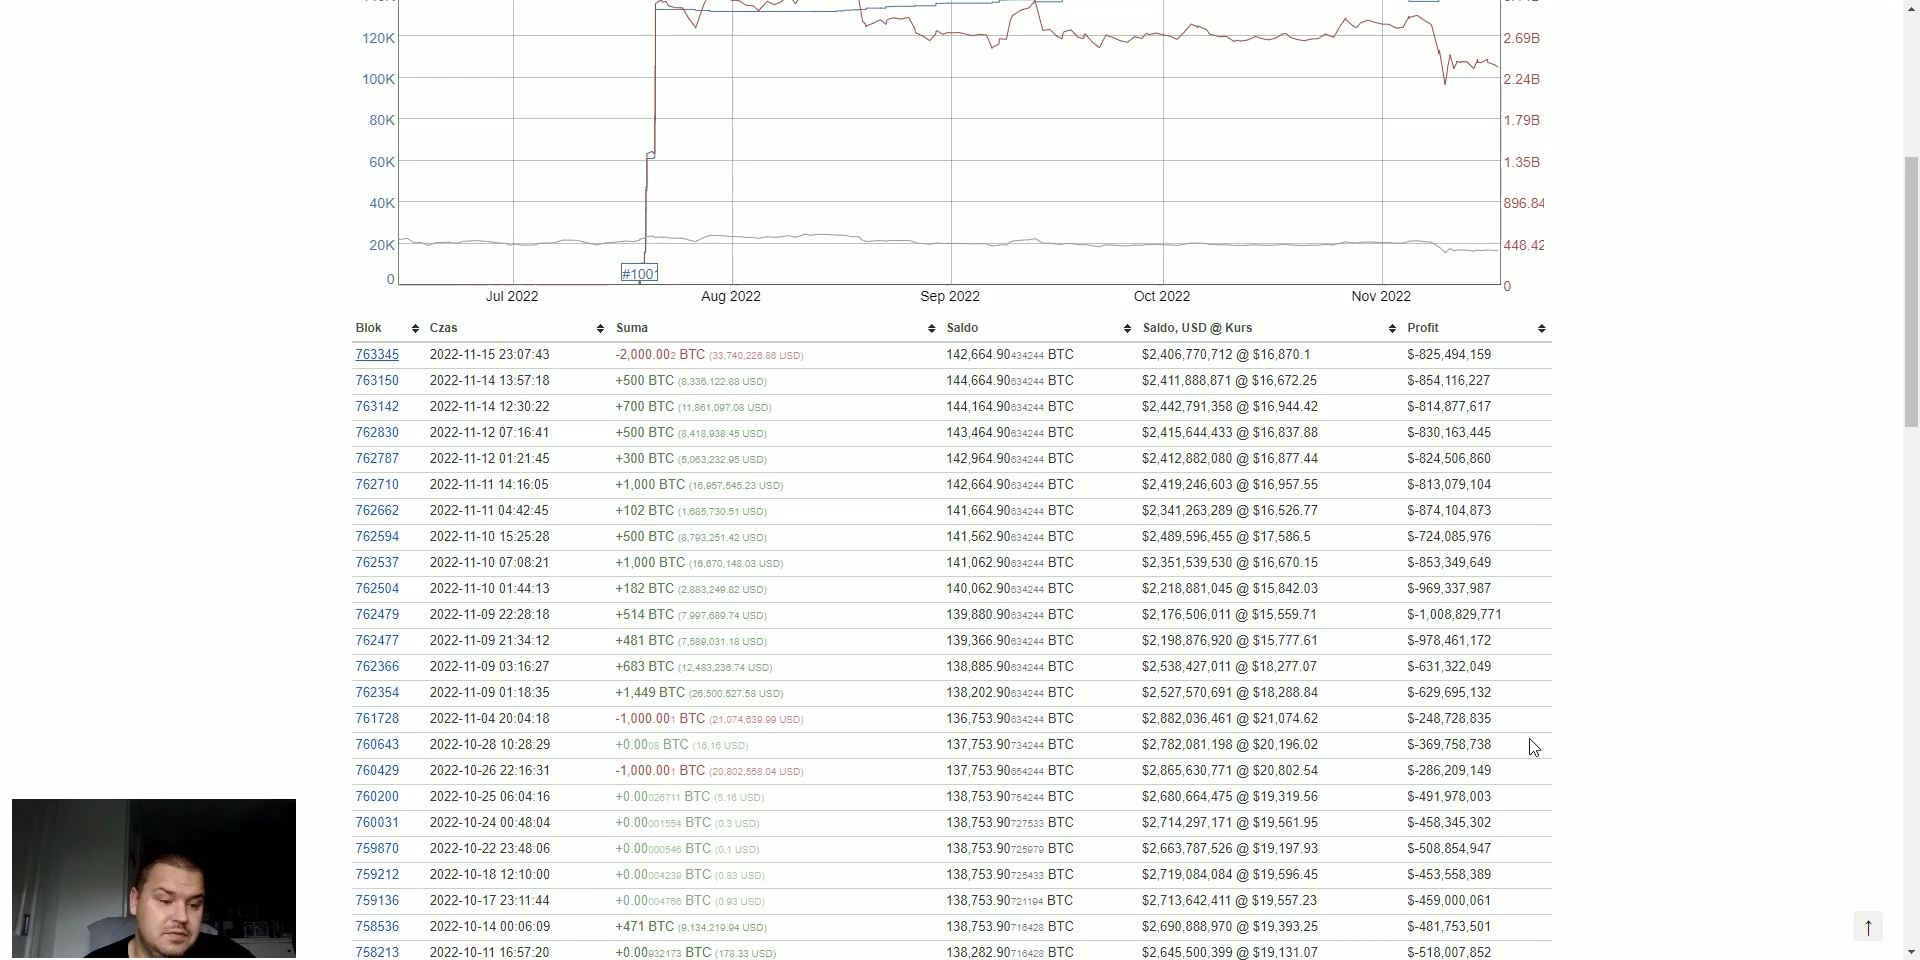 120K 2.69B
100K 2.24B
80K 1.79B
60K 1.35B
40K 896.84
20K 448.42
#1001
0 0
Jul 2022 Aug 2022 Sep 2022 Oct 2022 Nov 2022
Blok Czas Suma Saldo Saldo, USD @ Kurs Profit
763345 2022-11-15 23:07:43 -2,000.002 BTC (33,740,226.86 USD) 142,664.90434244 BTC $2,406,770,712 @ $16,870.1 $-825,494,159
763150 2022-11-14 13:57:18 +500 BTC (8,336,122.88 USD) 144,664.90634244 BTC $2,411,888,871 @ $16,672.25 $-854,116,227
763142 2022-11-14 12:30:22 +700 BTC (11,861,097.08 USD) 144,164.90634244 BTC $2,442,791,358 @ $16,944.42 $-814,877,617
762830 2022-11-12 07:16:41 +500 BTC (8,418,938.45 USD) 143,464.90634244 BTC $2,415,644,433 @ $16,837.88 $-830,163,445
762787 2022-11-12 01:21:45 +300 BTC (5,063,232.95 USD) 142,964.90634244 BTC $2,412,882,080 @ $16,877.44 $-824,506,860
762710 2022-11-11 14:16:05 +1,000 BTC (16,957,545.23 USD) 142,664.90634244 BTC $2,419,246,603 @ $16,957.55 $-813,079,104
762662 2022-11-11 04:42:45 +102 BTC (1,685,730.51 USD) 141,664.90634244 BTC $2,341,263,289 @ $16,526.77 $-874,104,873
762594 2022-11-10 15:25:28 +500 BTC (8,793,251.42 USD) 141,562.90634244 BTC $2,489,596,455 @ $17,586.5 $-724,085,976
762537 2022-11-10 07:08:21 +1,000 BTC (16,670,148.03 USD) 141,062.90634244 BTC $2,351,539,530 @ $16,670.15 $-853,349,649
762504 2022-11-10 01:44:13 +182 BTC (2,883,249.82 USD) 140,062.90634244 BTC $2,218,881,045 @ $15,842.03 $-969,337,987
762479 2022-11-09 22:28:18 +514 BTC (7,997,689.74 USD) 139,880.90634244 BTC $2,176,506,011 @ $15,559.71 $-1,008,829,771
762477 2022-11-09 21:34:12 +481 BTC (7,589,031.18 USD) 139,366.90634244 BTC $2,198,876,920 @ $15,777.61 $-978,461,172
762366 2022-11-09 03:16:27 +683 BTC (12,483,236.74 USD) 138,885.90634244 BTC $2,538,427,011 @ $18,277.07 $-631,322,049
762354 2022-11-09 01:18:35 +1,449 BTC (26,500,527.58 USD) 138,202.90634244 BTC $2,527,570,691 @ $18,288.84 $-629,695,132
761728 2022-11-04 20:04:18 -1,000.001 BTC (21,074,639.99 USD) 136,753.90634244 BTC $2,882,036,461 @ $21,074.62 $-248,728,835
760643 2022-10-28 10:28:29 +0.0008 BTC (16.16 USD) 137,753.90734244 BTC $2,782,081,198 @ $20,196.02 $-369,758,738
760429 2022-10-26 22:16:31 -1,000.001 BTC (20,802,558.04 USD) 137,753.90654244 BTC $2,865,630,771 @ $20,802.54 $-286,209,149
760200 2022-10-25 06:04:16 +0.00026711 BTC (5.16 USD) 138,753.90754244 BTC $2,680,664,475 @ $19,319.56 $-491,978,003
760031 2022-10-24 00:48:04 +0.00001554 BTC (0.3 USD) 138,753.90727533 BTC $2,714,297,171 @ $19,561.95 $-458,345,302
759870 2022-10-22 23:48:06 +0.00000546 BTC (0.1 USD) 138,753.90725979 BTC $2,663,787,526 @ $19,197.93 $-508,854,947
759212 2022-10-18 12:10:00 +0.00004239 BTC (0.83 USD) 138,753.90725433 BTC $2,719,084,084 @ $19,596.45 $-453,558,389
759136 2022-10-17 23:11:44 +0.00004766 BTC (0.93 USD) 138,753.90721194 BTC $2,713,642,411 @ $19,557.23 $-459,000,061
758536 2022-10-14 00:06:09 +471 BTC (9,134,219.94 USD) 138,753.90716428 BTC $2,690,888,970 @ $19,393.25 $-481,753,501
758213 2022-10-11 16:57:20 +0.00932173 BTC (178.33 USD) 138,282.90716428 BTC $2,645,500,399 @ $19,131.07 $-518,007,852